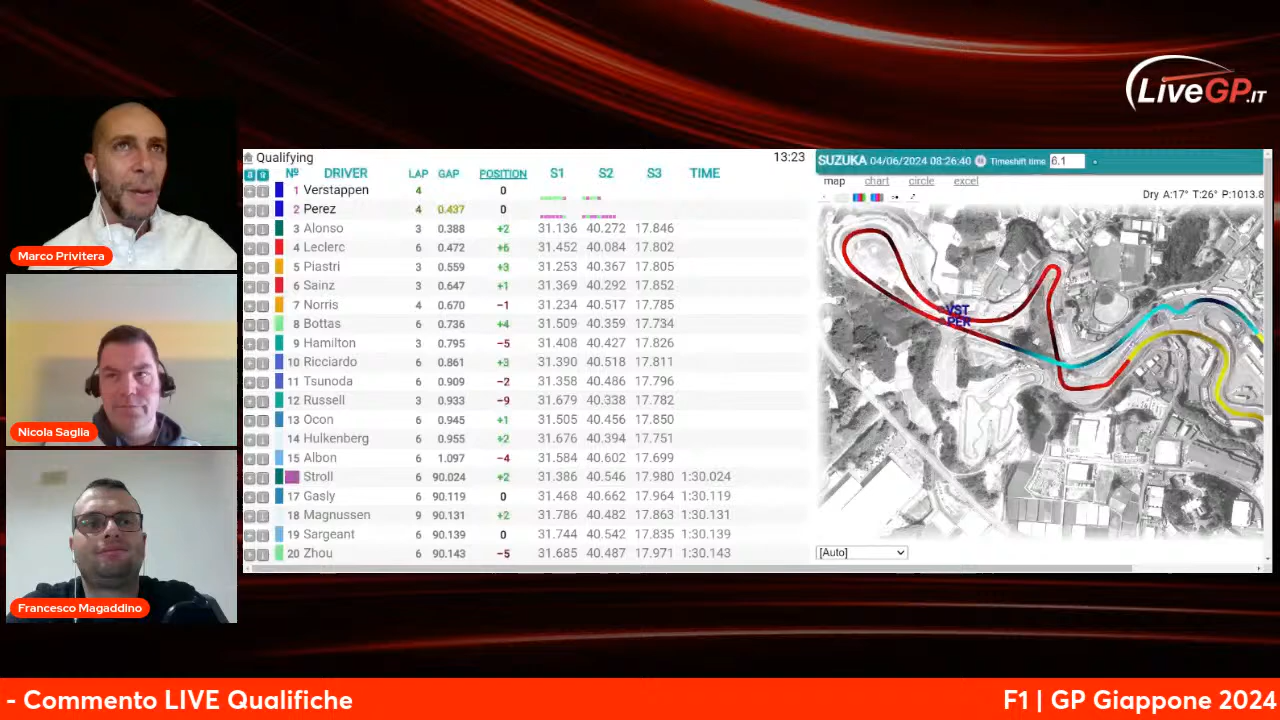 LiveGP.IT
Marco Privitera
Nicola Saglia
Francesco Magaddino
Qualifying 13:23
Nº DRIVER LAP GAP POSITION S1 S2 S3 TIME
1 Verstappen 4 0
2 Perez 4 0.437 0
3 Alonso 3 0.388 +2 31.136 40.272 17.846
4 Leclerc 6 0.472 +6 31.452 40.084 17.802
5 Piastri 3 0.559 +3 31.253 40.367 17.805
6 Sainz 3 0.647 +1 31.369 40.292 17.852
7 Norris 4 0.670 −1 31.234 40.517 17.785
8 Bottas 6 0.736 +4 31.509 40.359 17.734
9 Hamilton 3 0.795 −5 31.408 40.427 17.826
10 Ricciardo 6 0.861 +3 31.390 40.518 17.811
11 Tsunoda 6 0.909 −2 31.358 40.486 17.796
12 Russell 3 0.933 −9 31.679 40.338 17.782
13 Ocon 6 0.945 +1 31.505 40.456 17.850
14 Hulkenberg 6 0.955 +2 31.676 40.394 17.751
15 Albon 6 1.097 −4 31.584 40.602 17.699
Stroll 6 90.024 +2 31.386 40.546 17.980 1:30.024
17 Gasly 6 90.119 0 31.468 40.662 17.964 1:30.119
18 Magnussen 9 90.131 +2 31.786 40.482 17.863 1:30.131
19 Sargeant 6 90.139 0 31.744 40.542 17.835 1:30.139
20 Zhou 6 90.143 −5 31.685 40.487 17.971 1:30.143
SUZUKA 04/06/2024 08:26:40 Timeshift time 6.1
map chart circle excel
Dry A:17° T:26° P:1013.8
VST
PER
[Auto]
- Commento LIVE Qualifiche
F1 | GP Giappone 2024